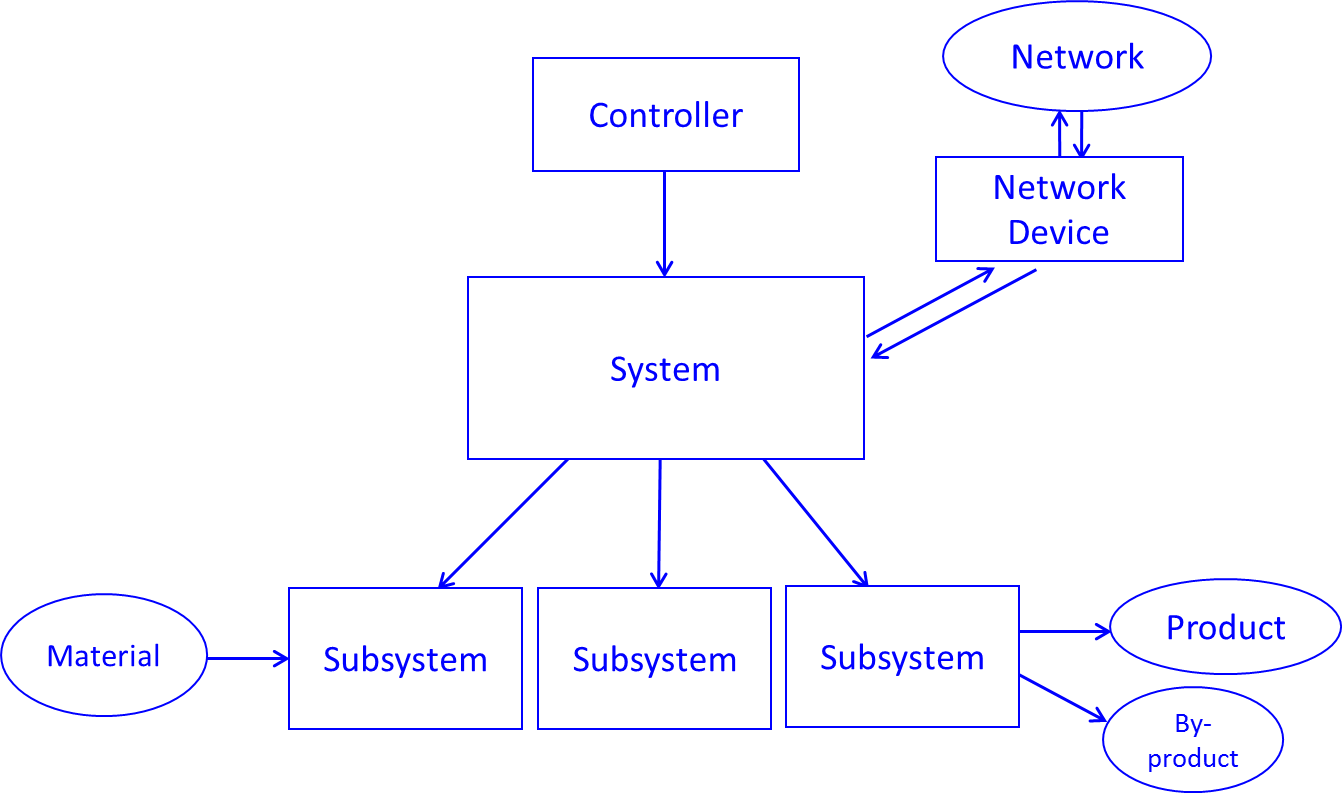 Network
Controller
Network
Device
System
Material
Subsystem
Subsystem
Subsystem
Product
By-
product